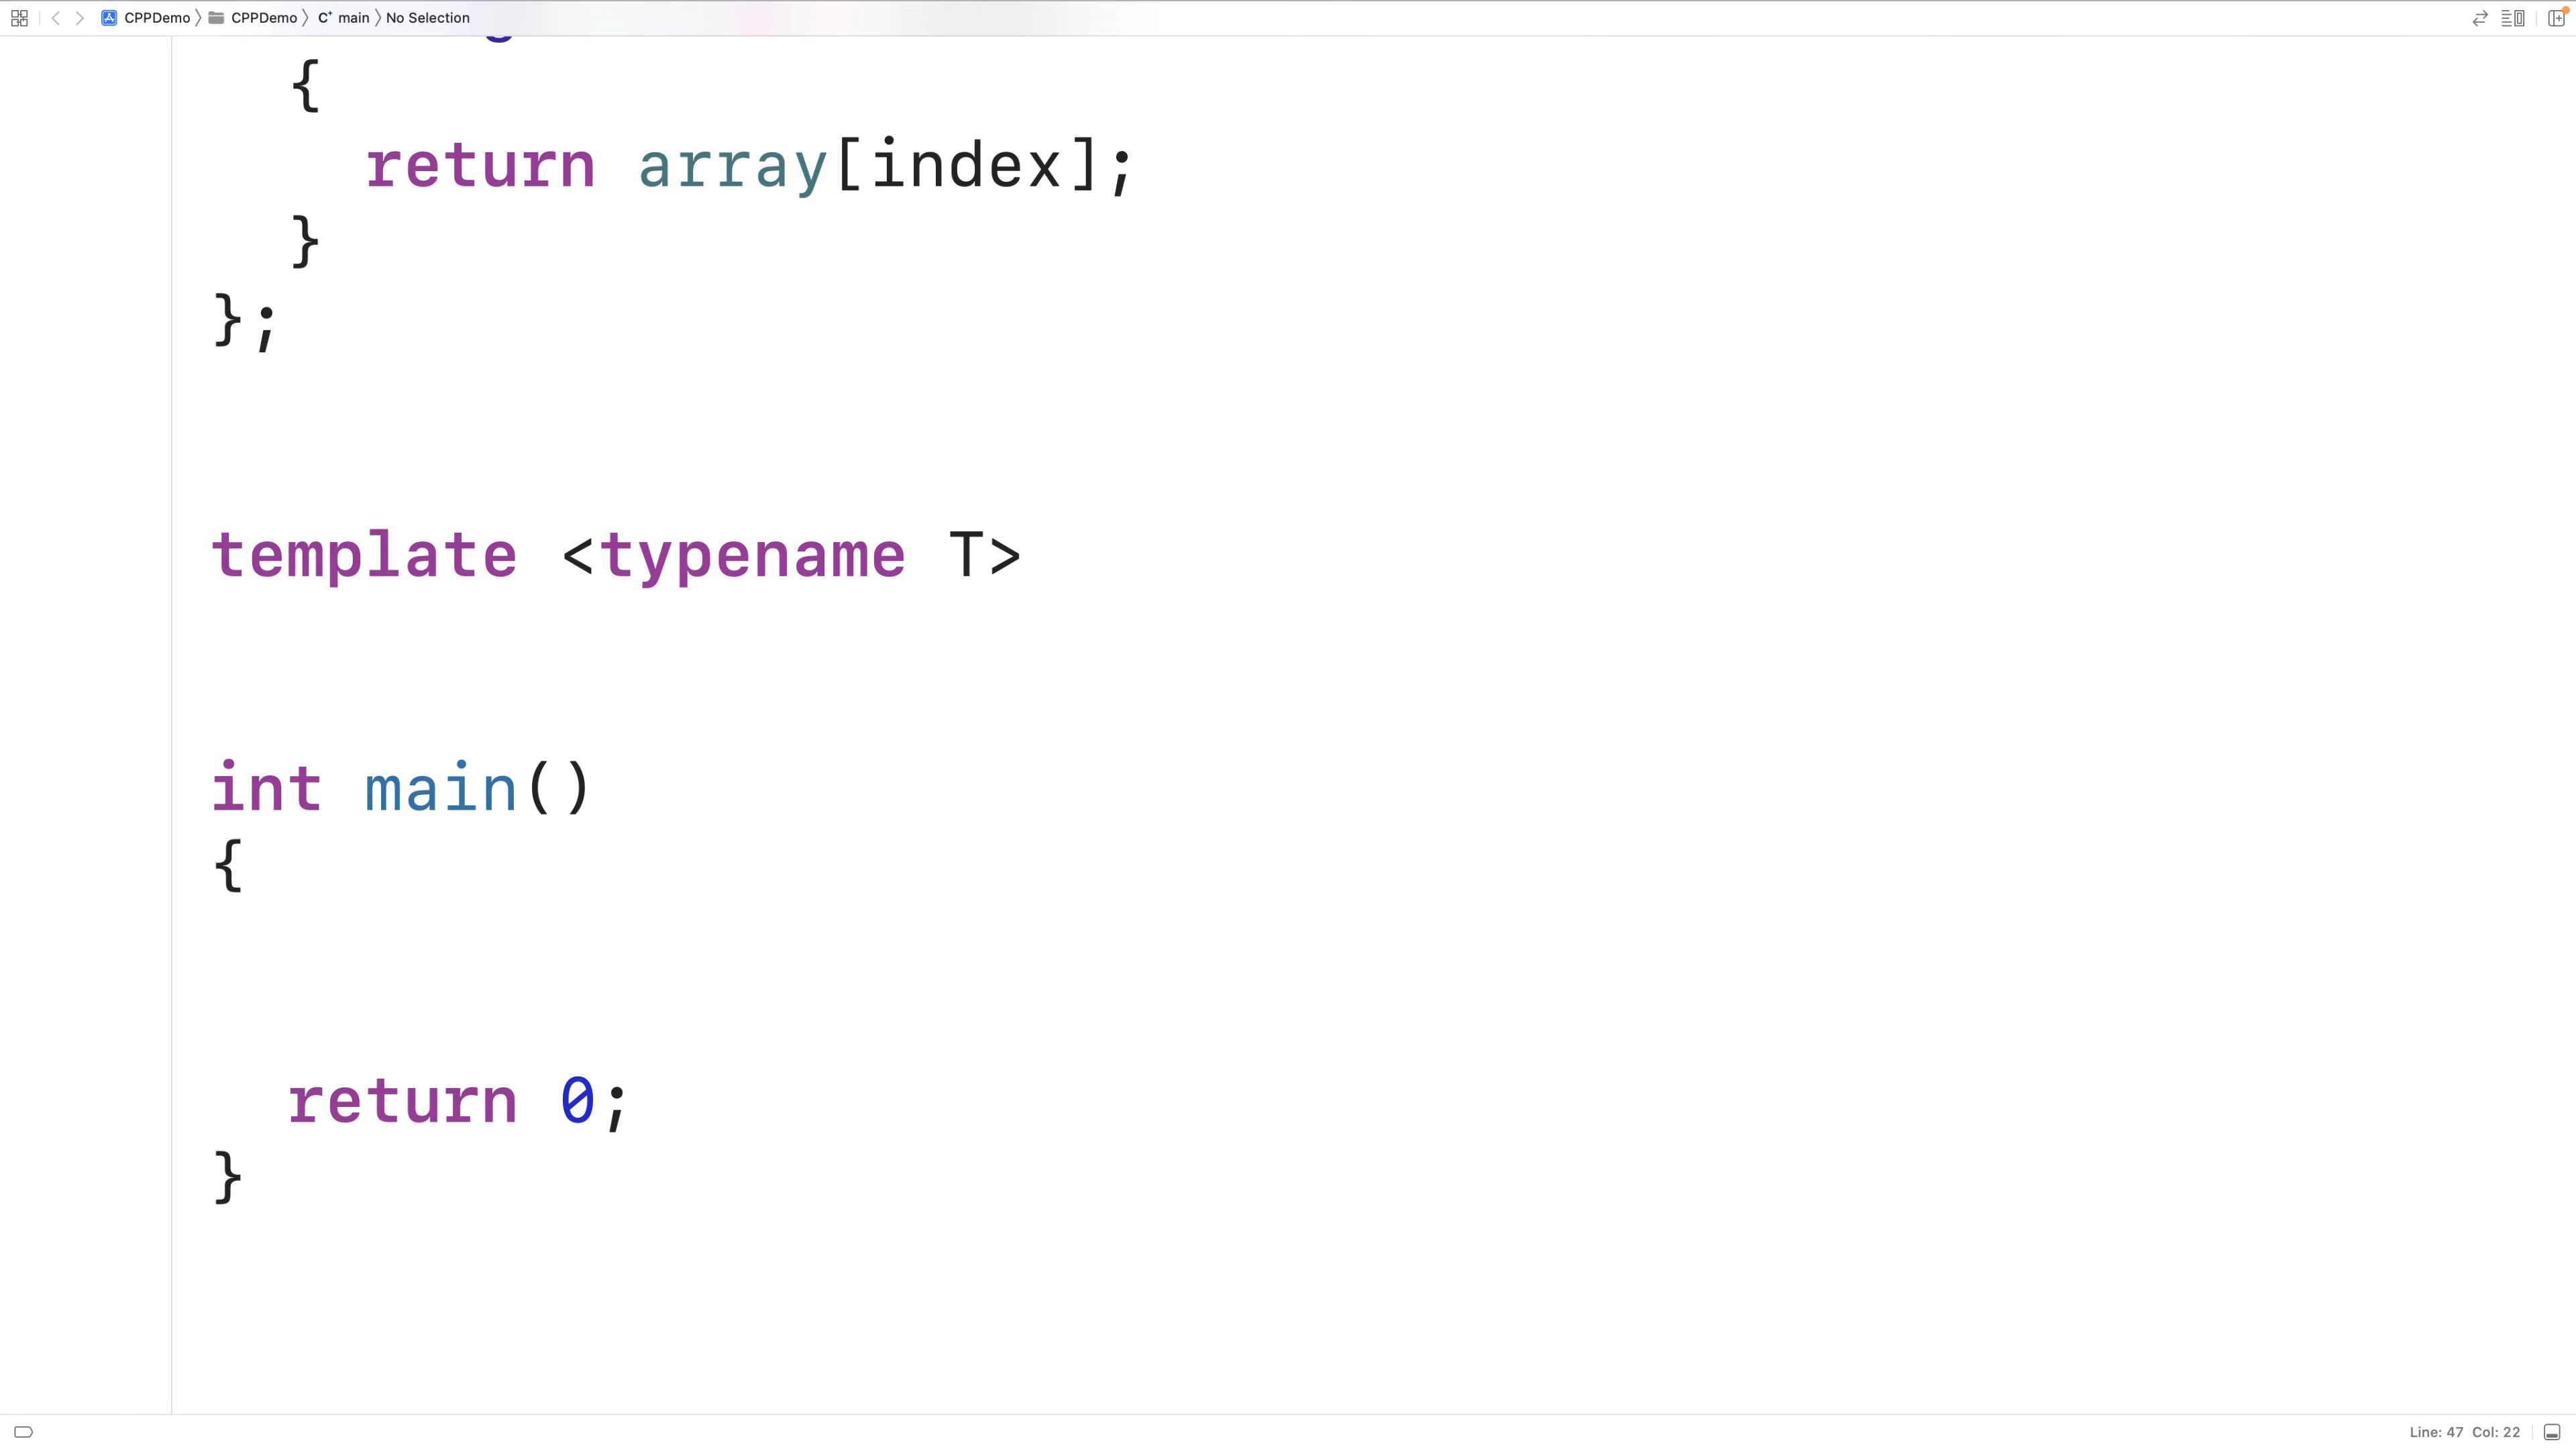 CPPDemo CPPDemo C+ main No Selection
{
return array[index];
}
};
template <typename T>
int main()
{
return 0;
}
Line: 47 Col: 22